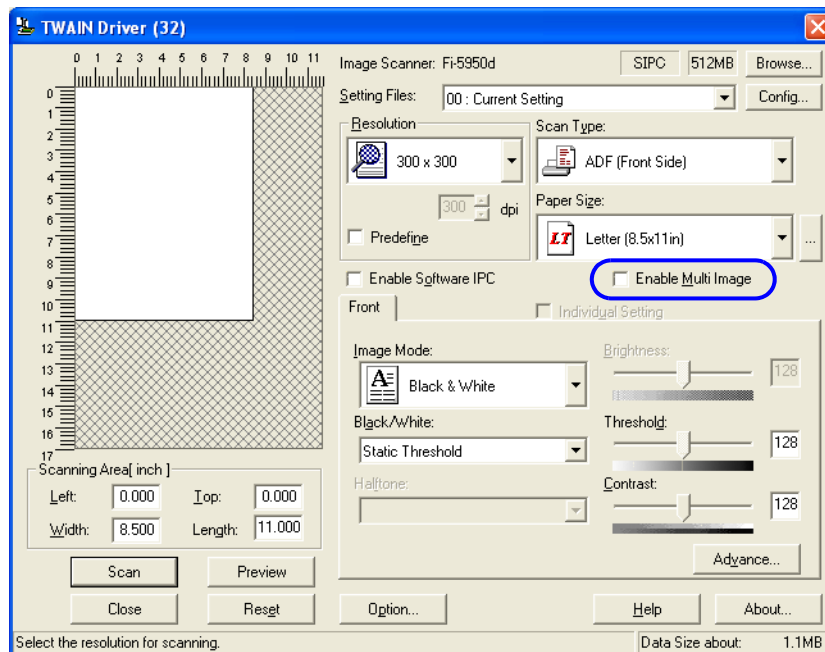 TWAIN Driver (32)
0 1 2 3 4 5 6 7 8 9 10 11
0
1
2
3
4
5
6
7
8
9
10
11
12
13
14
15
16
17
Image Scanner: Fi-5950d SIPC 512MB Browse...
Setting Files: 00 : Current Setting Config...
Resolution Scan Type:
300 x 300 ADF (Front Side)
300 dpi Paper Size:
Predefine Letter (8.5x11in) ...
Enable Software IPC Enable Multi Image
Front Individual Setting
Image Mode: Brightness:
Black & White 128
Black/White: Threshold:
Static Threshold 128
Halftone: Contrast:
128
Advance...
Scanning Area[ inch ]
Left: 0.000 Top: 0.000
Width: 8.500 Length: 11.000
Scan Preview
Close Reset Option... Help About...
Select the resolution for scanning. Data Size about: 1.1MB